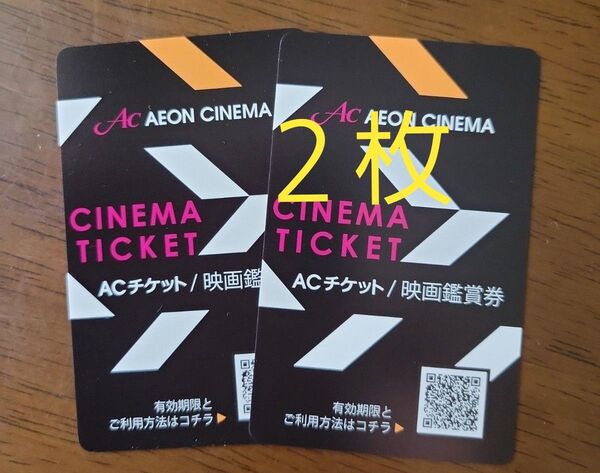 Ac AEON CINEMA
CINEMA
TICKET
ACチケット/映画鑑
有効期限と
ご利用方法はコチラ▶
Ac AEON CINEMA
2枚
CINEMA
TICKET
ACチケット/映画鑑賞券
有効期限と
ご利用方法はコチラ▶